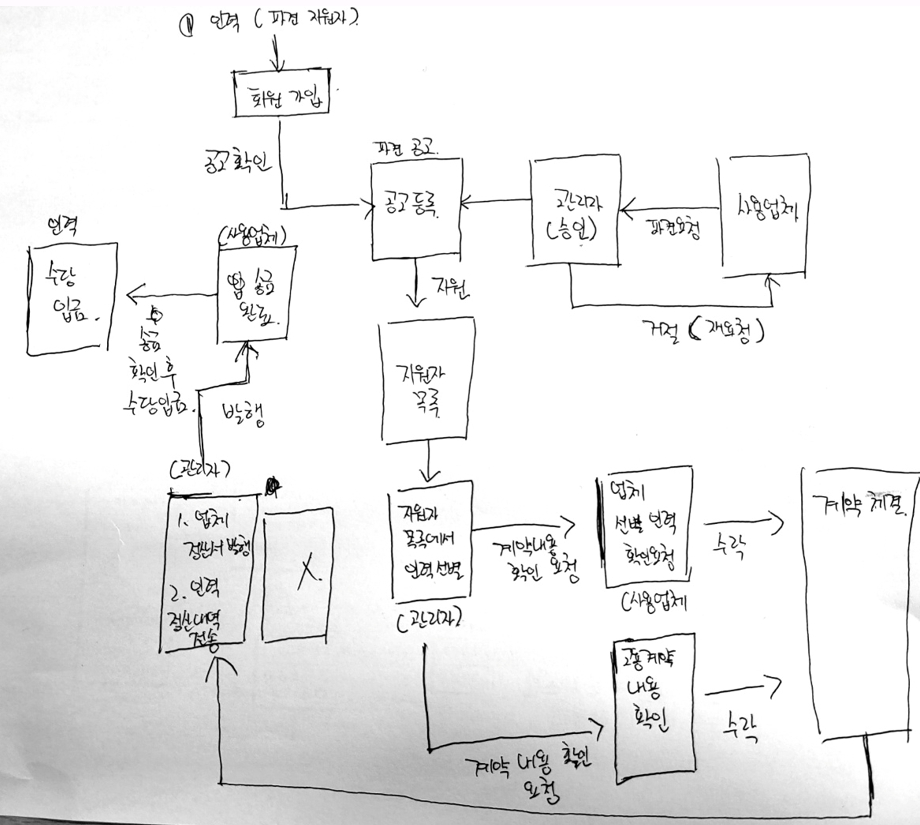 ① 인력 (파견 지원자)
회원 가입
공고 확인
파견 공고
공고등록
관리자
(승인)
파견요청
사용업체
거절 (재요청)
지원
인력
수당
입금
(사용업체)
송금
완료
송금
확인 후
수당입금
발행
지원자
목록
(관리자)
1. 업체
정산서 발행
2. 인력
정산내역
전송
X
지원자
목록에서
인력 선별
(관리자)
계약내용
확인 요청
업체
선별 인력
확인요청
(사용업체
수락
계약 체결
고용계약
내용
확인
수락
계약 내용 확인
요청